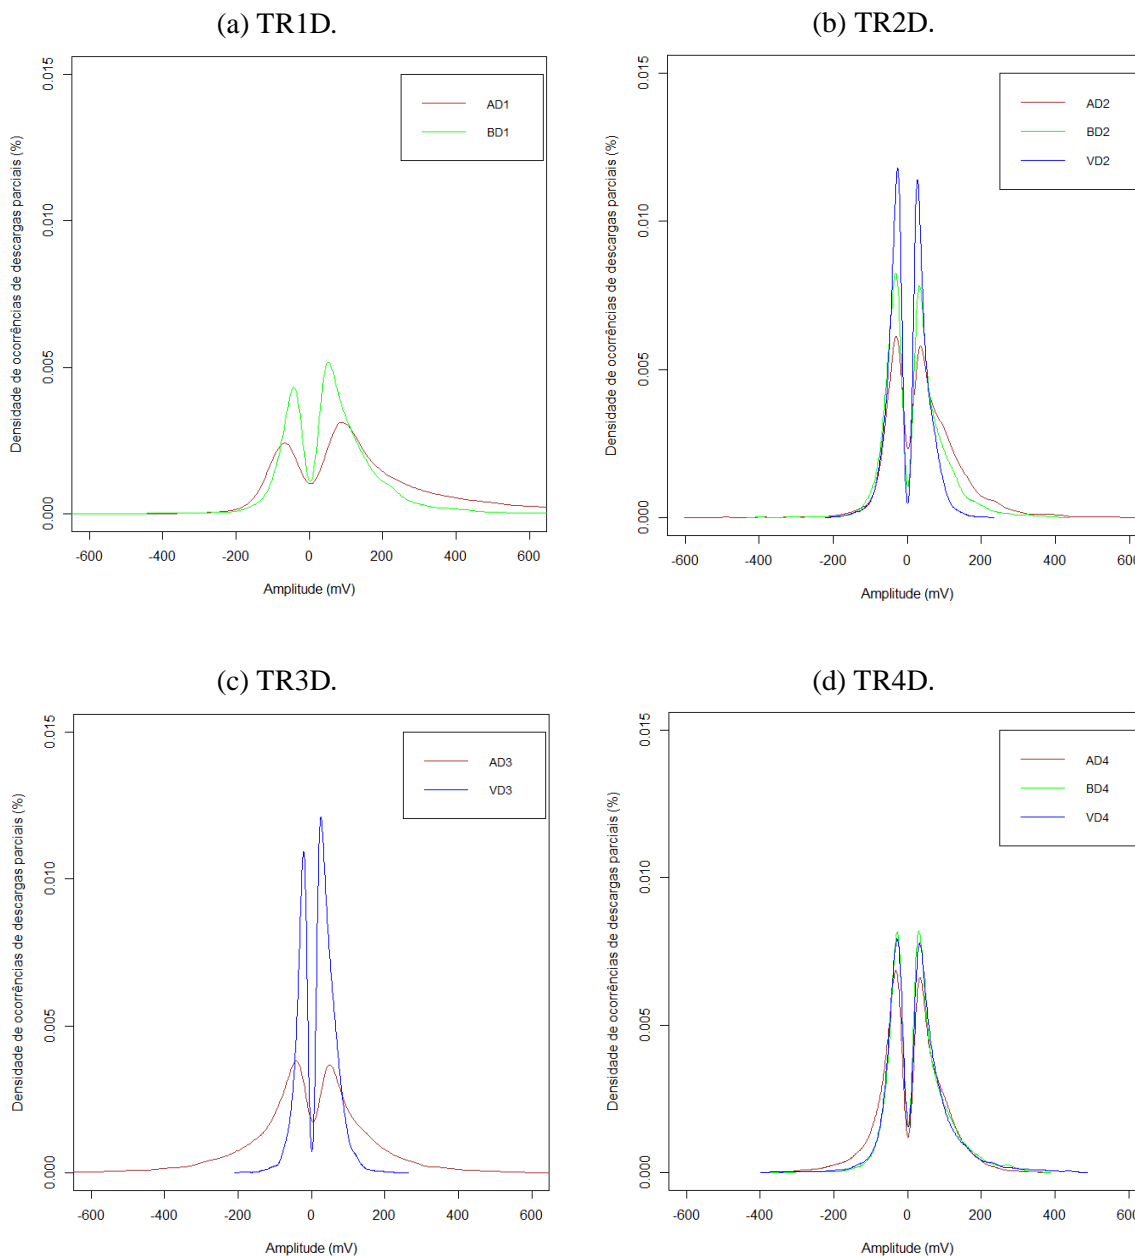 (a) TR1D.
Densidade de ocorrências de descargas parciais (%)
0.015
0.010
0.005
0.000
AD1
BD1
-600 -400 -200 0 200 400 600
Amplitude (mV)
(b) TR2D.
Densidade de ocorrências de descargas parciais (%)
0.015
0.010
0.005
0.000
AD2
BD2
VD2
-600 -400 -200 0 200 400 600
Amplitude (mV)
(c) TR3D.
Densidade de ocorrências de descargas parciais (%)
0.015
0.010
0.005
0.000
AD3
VD3
-600 -400 -200 0 200 400 600
Amplitude (mV)
(d) TR4D.
Densidade de ocorrências de descargas parciais (%)
0.015
0.010
0.005
0.000
AD4
BD4
VD4
-600 -400 -200 0 200 400 600
Amplitude (mV)